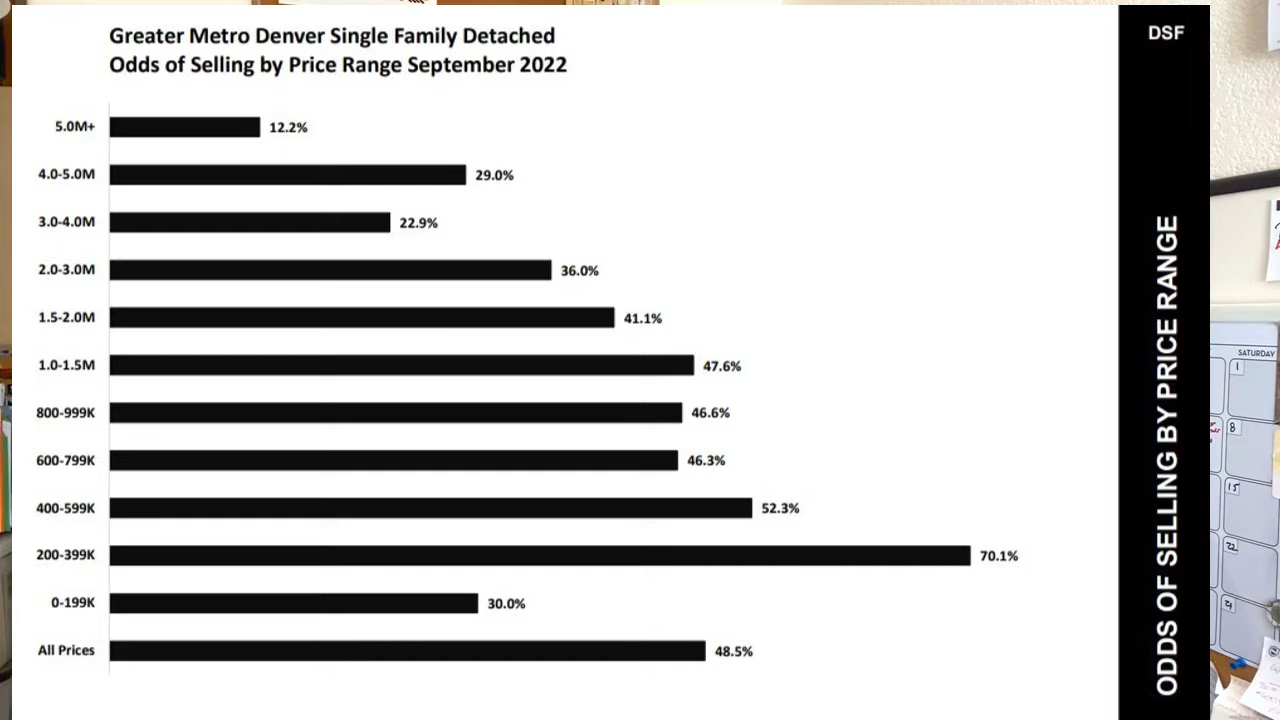 Greater Metro Denver Single Family Detached
Odds of Selling by Price Range September 2022
DSF
5.0M+ 12.2%
4.0-5.0M 29.0%
3.0-4.0M 22.9%
2.0-3.0M 36.0%
1.5-2.0M 41.1%
1.0-1.5M 47.6%
800-999K 46.6%
600-799K 46.3%
400-599K 52.3%
200-399K 70.1%
0-199K 30.0%
All Prices 48.5%
ODDS OF SELLING BY PRICE RANGE
SATURDAY
1
8
15
22